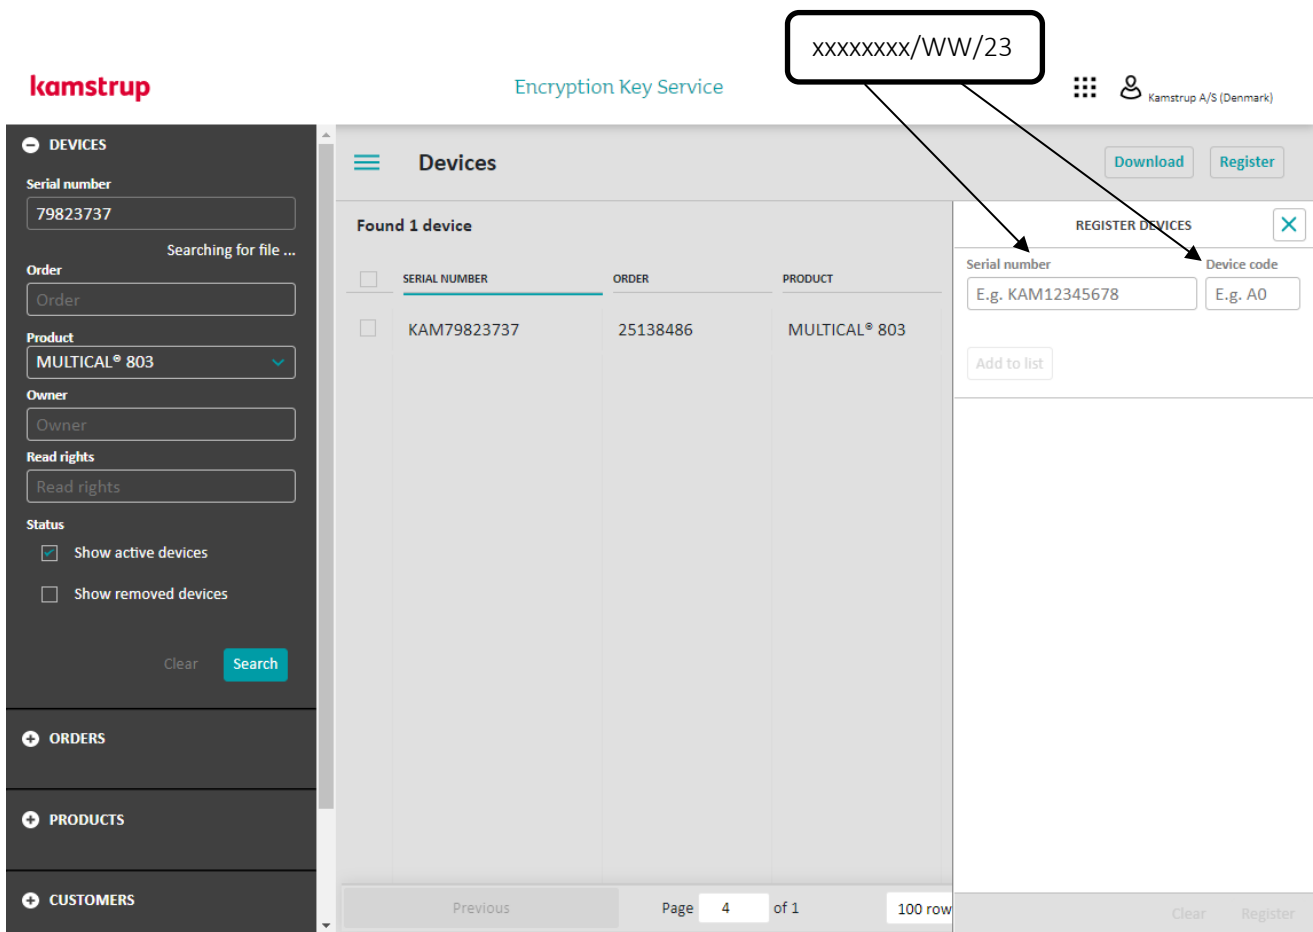 xxxxxxxx/WW/23
kamstrup
Encryption Key Service
Kamstrup A/S (Denmark)
DEVICES
Serial number
79823737
Searching for file ...
Order
Order
Product
MULTICAL® 803
Owner
Owner
Read rights
Read rights
Status
Show active devices
Show removed devices
Clear
Search
ORDERS
PRODUCTS
CUSTOMERS
Devices
Download
Register
Found 1 device
SERIAL NUMBER
ORDER
PRODUCT
KAM79823737
25138486
MULTICAL® 803
Previous
Page
4
of 1
100 row
REGISTER DEVICES
Serial number
Device code
E.g. KAM12345678
E.g. A0
Add to list
Clear
Register